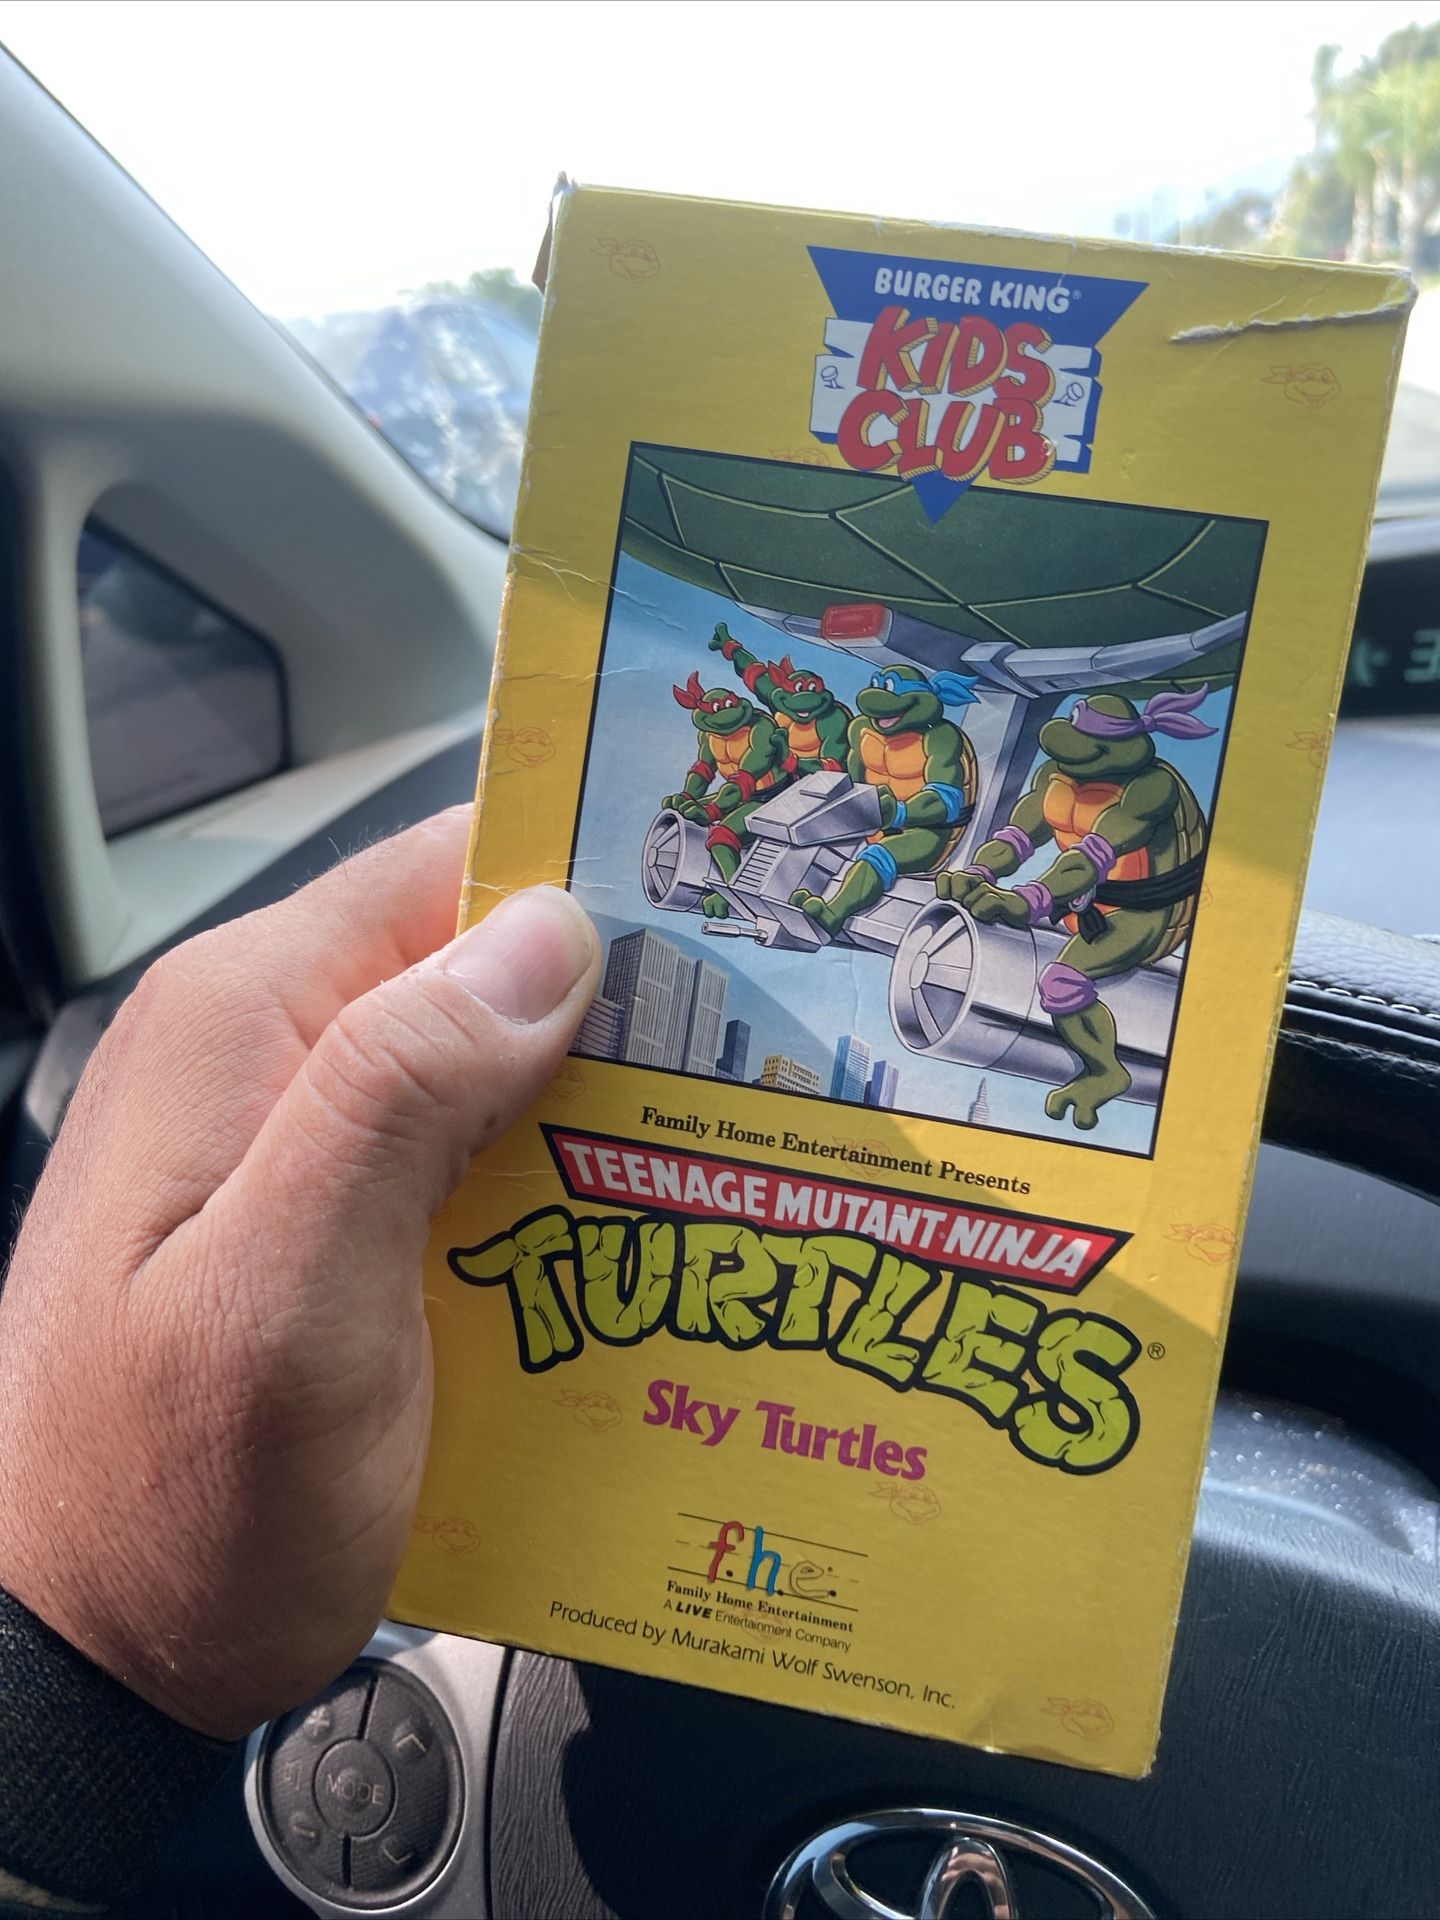 BURGER KING®
KIDS
CLUB
Family Home Entertainment Presents
TEENAGE MUTANT NINJA
TURTLES®
Sky Turtles
f.h.e.
Family Home Entertainment
A LIVE Entertainment Company
Produced by Murakami Wolf Swenson, Inc.
MODE